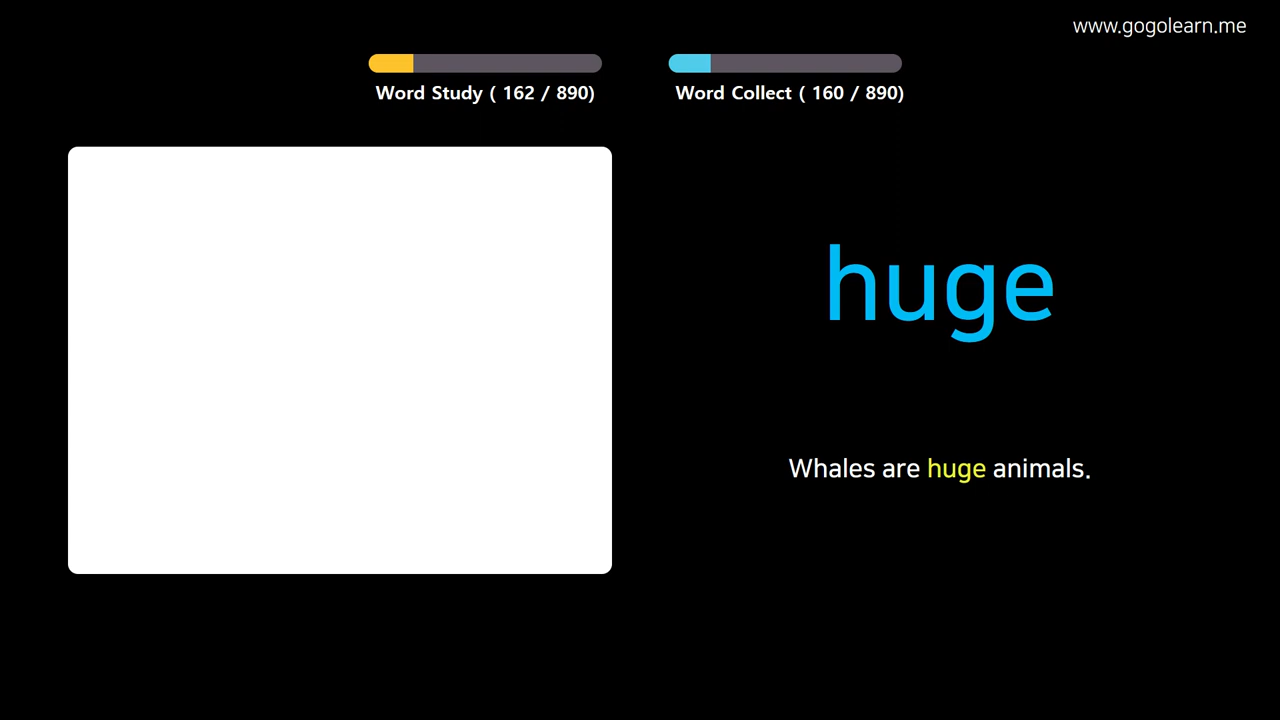 www.gogolearn.me
Word Study ( 162 / 890)
Word Collect ( 160 / 890)
huge
Whales are huge animals.